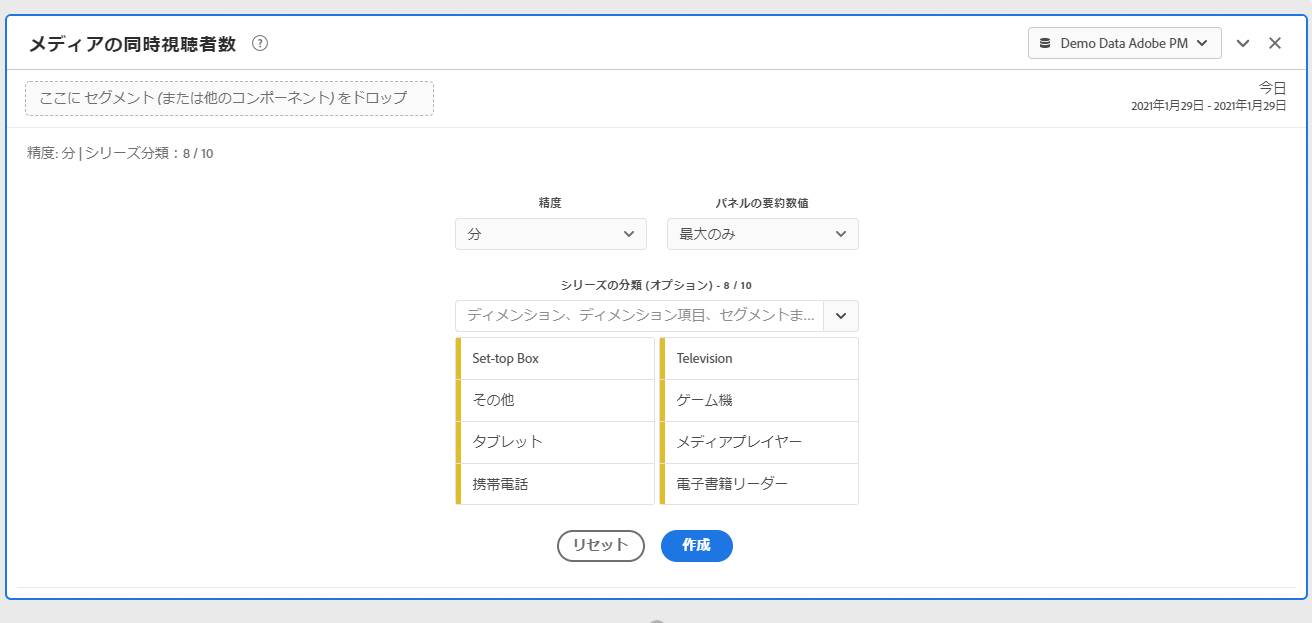 メディアの同時視聴者数 ?
Demo Data Adobe PM
ここに セグメント (または他のコンポーネント) をドロップ
今日
2021年1月29日 - 2021年1月29日
精度: 分 | シリーズ分類 : 8 / 10
精度
パネルの要約数値
分
最大のみ
シリーズの分類 (オプション) - 8 / 10
ディメンション、ディメンション項目、セグメントま...
Set-top Box
Television
その他
ゲーム機
タブレット
メディアプレイヤー
携帯電話
電子書籍リーダー
リセット
作成